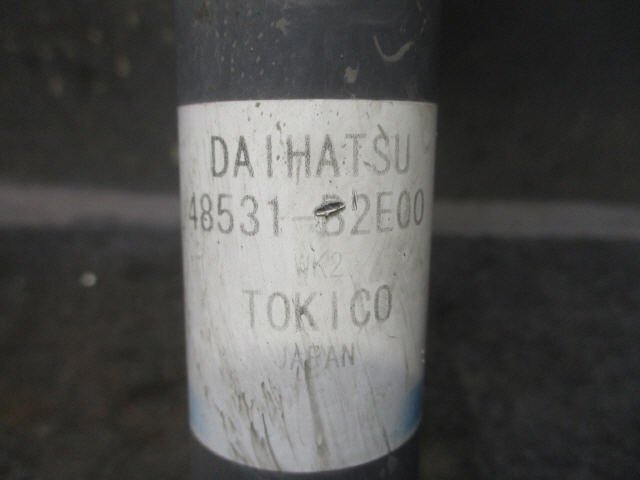 DAIHATSU
48531-B2E00
WK2
TOKICO
JAPAN